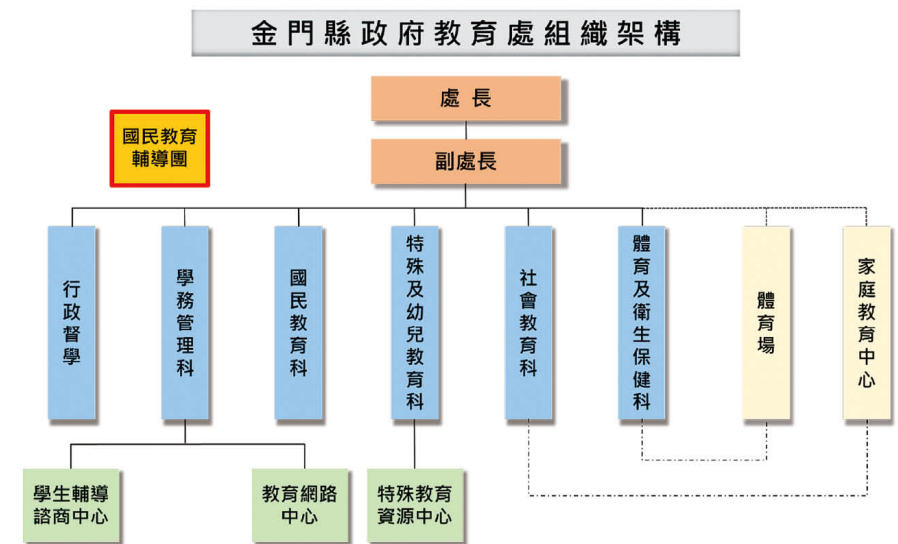 金門縣政府教育處組織架構
處長
國民教育
輔導團
副處長
行政督學
學務管理科
國民教育科
特殊及幼兒教育科
社會教育科
體育及衛生保健科
體育場
家庭教育中心
學生輔導
諮商中心
教育網路
中心
特殊教育
資源中心